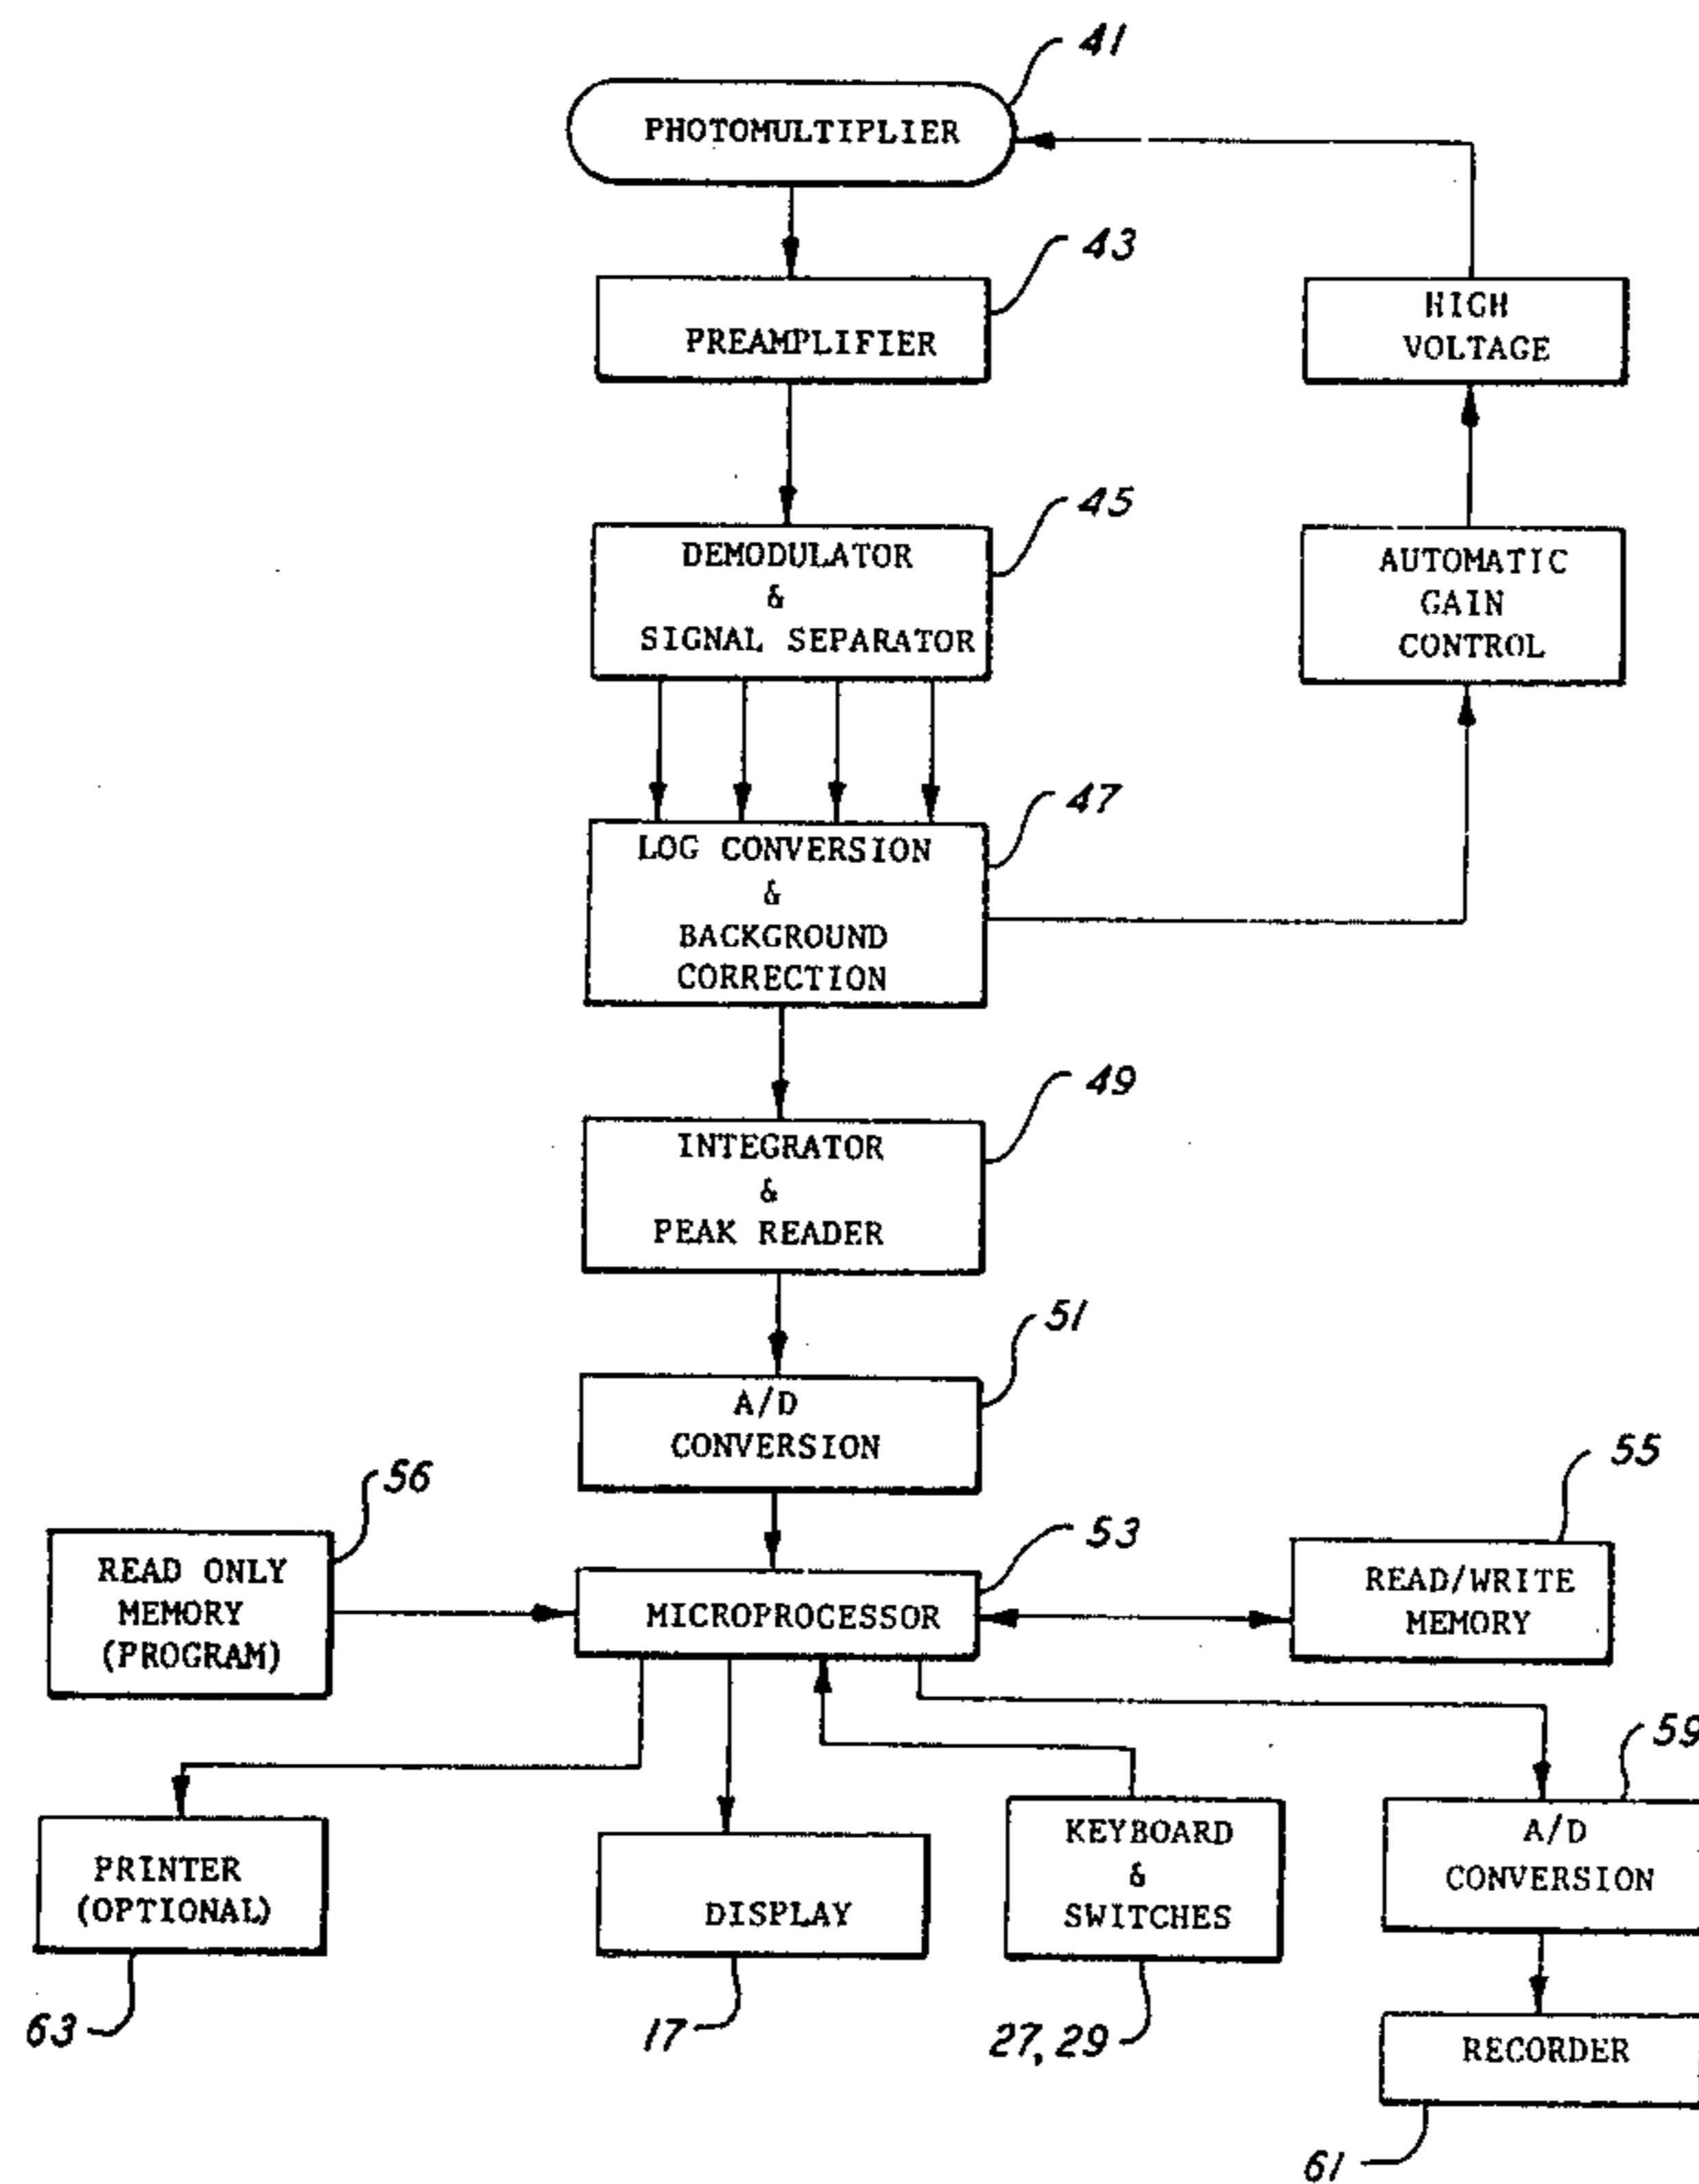 41
PHOTOMULTIPLIER
43
PREAMPLIFIER
HIGH
VOLTAGE
45
DEMODULATOR
&
SIGNAL SEPARATOR
AUTOMATIC
GAIN
CONTROL
47
LOG CONVERSION
&
BACKGROUND
CORRECTION
49
INTEGRATOR
&
PEAK READER
51
A/D
CONVERSION
56
READ ONLY
MEMORY
(PROGRAM)
53
MICROPROCESSOR
55
READ/WRITE
MEMORY
PRINTER
(OPTIONAL)
63
DISPLAY
17
KEYBOARD
&
SWITCHES
27, 29
59
A/D
CONVERSION
RECORDER
61